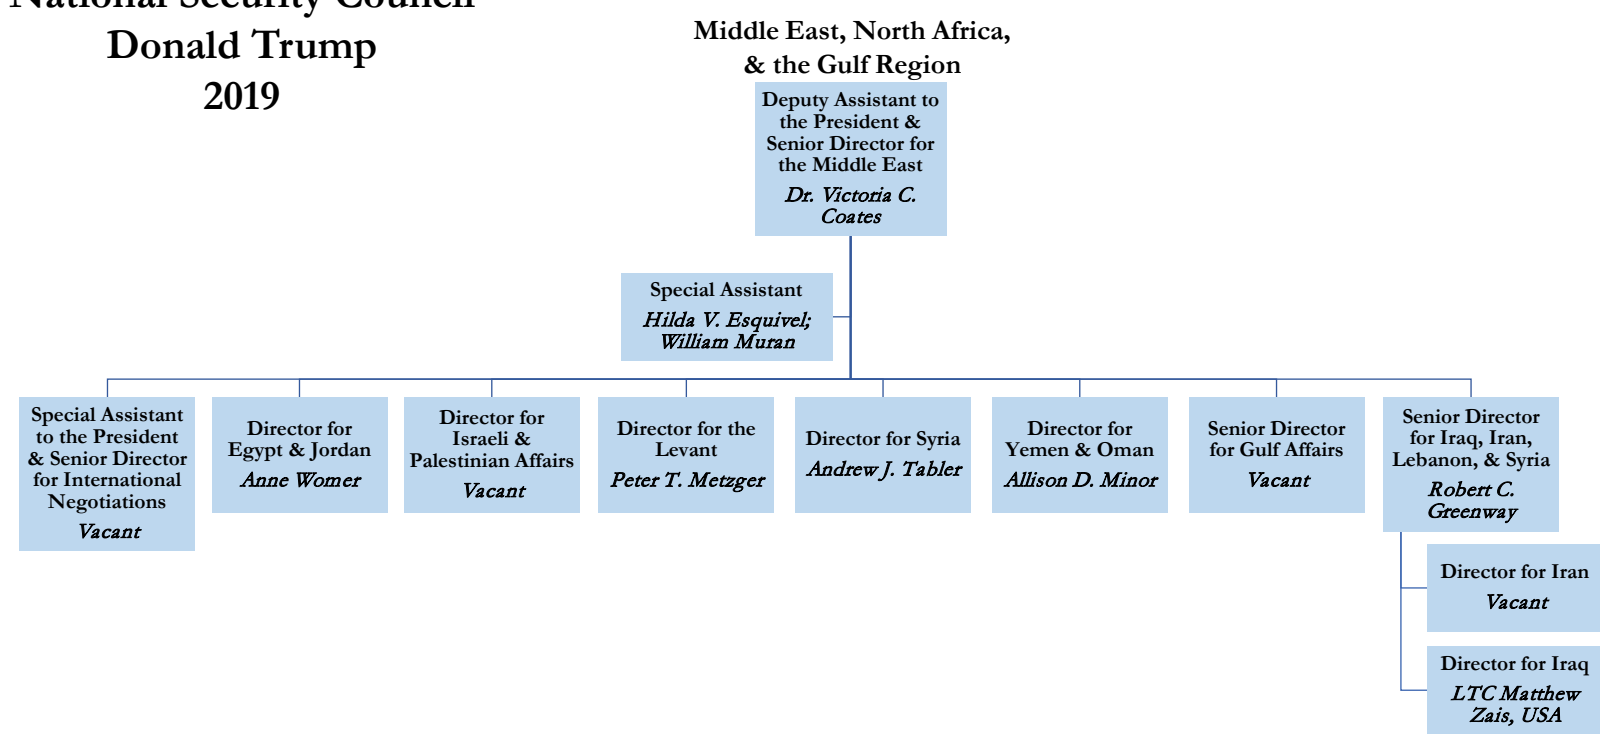 National Security Council
Donald Trump
2019
Middle East, North Africa,
& the Gulf Region
Deputy Assistant to
the President &
Senior Director for
the Middle East
Dr. Victoria C.
Coates
Special Assistant
Hilda V. Esquivel;
William Muran
Special Assistant
to the President
& Senior Director
for International
Negotiations
Vacant
Director for
Egypt & Jordan
Anne Womer
Director for
Israeli &
Palestinian Affairs
Vacant
Director for the
Levant
Peter T. Metzger
Director for Syria
Andrew J. Tabler
Director for
Yemen & Oman
Allison D. Minor
Senior Director
for Gulf Affairs
Vacant
Senior Director
for Iraq, Iran,
Lebanon, & Syria
Robert C.
Greenway
Director for Iran
Vacant
Director for Iraq
LTC Matthew
Zais, USA